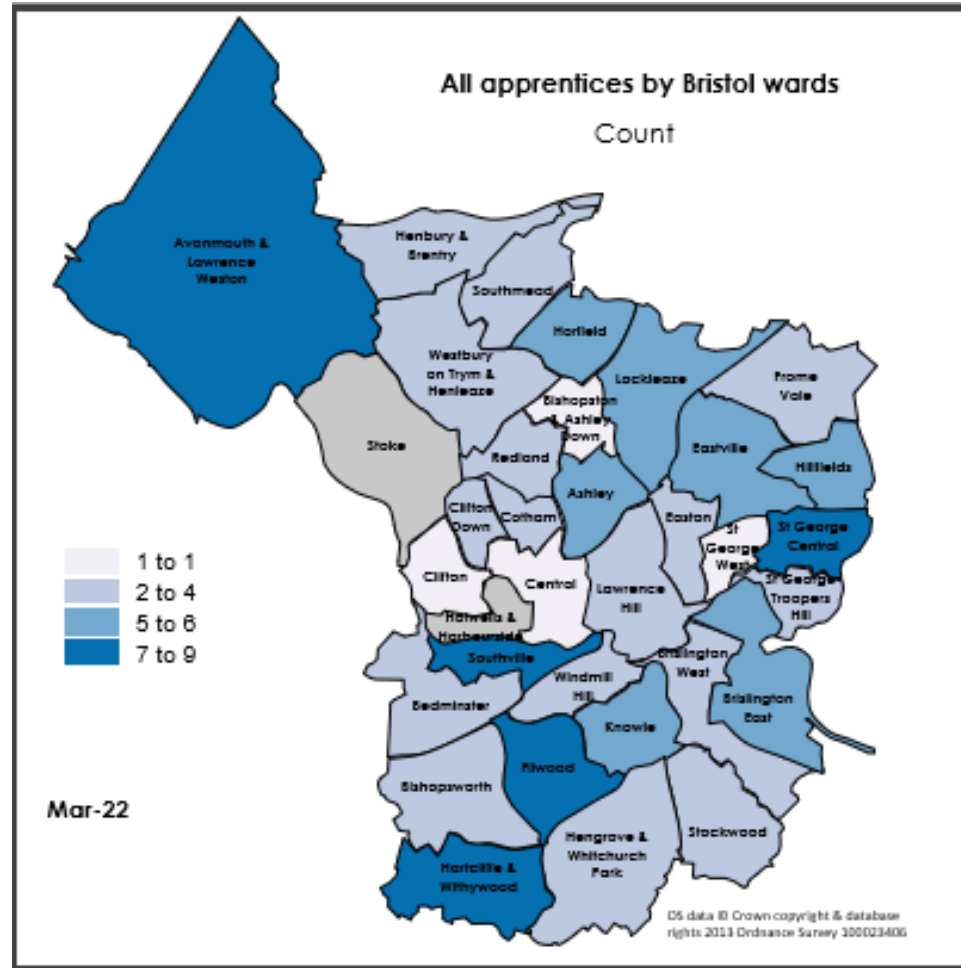 All apprentices by Bristol wards
Count
Avonmouth &
Lawrence
Weston
Henbury &
Brentry
Southmead
Horfield
Westbury
on Trym &
Henleaze
Lockleaze
Frome
Vale
Bishopston
& Ashley
Down
Stoke
Redland
Eastville
Hillfields
Ashley
Clifton
Down
Cotham
Easton
St
George
West
St George
Central
1 to 1
2 to 4
5 to 6
7 to 9
Clifton
Central
Lawrence
Hill
St George
Troopers
Hill
Hotwells &
Harbourside
Southville
Brislington
West
Windmill
Hill
Bedminster
Brislington
East
Knowle
Filwood
Bishopsworth
Mar-22
Hengrove &
Whitchurch
Park
Stockwood
Hartcliffe &
Withywood
OS data © Crown copyright & database
rights 2013 Ordnance Survey 100023406